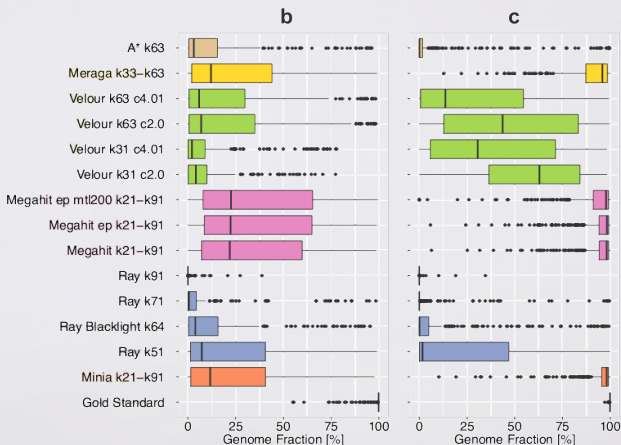 b c
A* k63
Meraga k33–k63
Velour k63 c4.01
Velour k63 c2.0
Velour k31 c4.01
Velour k31 c2.0
Megahit ep mtl200 k21–k91
Megahit ep k21–k91
Megahit k21–k91
Ray k91
Ray k71
Ray Blacklight k64
Ray k51
Minia k21–k91
Gold Standard
0 25 50 75 100 0 25 50 75 100
Genome Fraction [%] Genome Fraction [%]